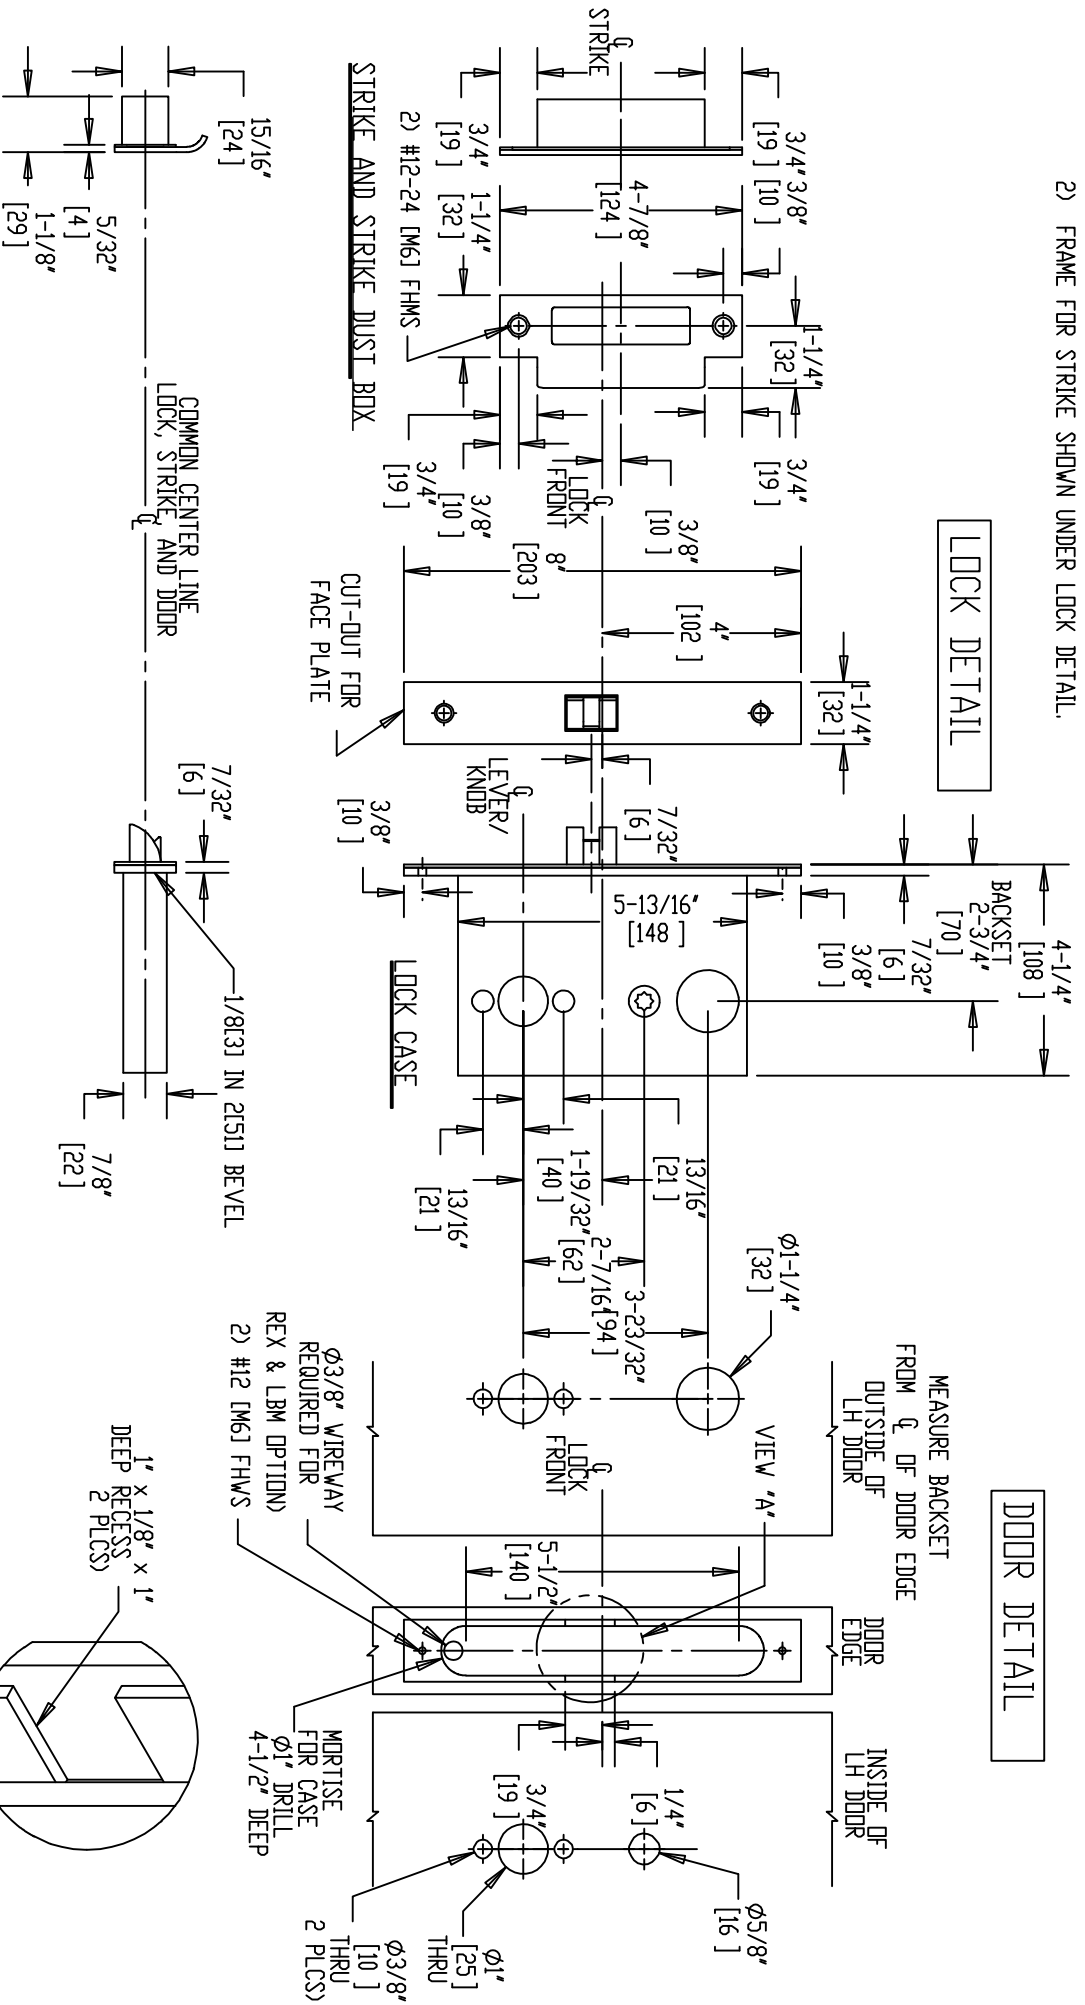 2) FRAME FOR STRIKE SHOWN UNDER LOCK DETAIL.
LOCK DETAIL
DOOR DETAIL
STRIKE
3/4"
[19 ]
3/8"
[10 ]
3/4"
[19 ]
4-7/8"
[124 ]
1-1/4"
[32 ]
1-1/4"
[32 ]
2) #12-24 [M6] FHMS
STRIKE AND STRIKE DUST BOX
3/4"
[19 ]
3/4"
[19 ]
3/8"
[10 ]
LOCK
FRONT
3/8"
[10 ]
8"
[203 ]
4"
[102 ]
1-1/4"
[32 ]
CUT-OUT FOR
FACE PLATE
LEVER/
KNOB
7/32"
[6 ]
3/8"
[10 ]
4-1/4"
[108 ]
BACKSET
2-3/4"
[70 ]
7/32"
[6 ]
3/8"
[10 ]
5-13/16"
[148 ]
LOCK CASE
13/16"
[21 ]
13/16"
[21 ]
1-19/32"
[40 ]
2-7/16"
[62 ]
3-23/32"
[94 ]
Ø1-1/4"
[32 ]
MEASURE BACKSET
FROM ℄ OF DOOR EDGE
OUTSIDE OF
LH DOOR
LOCK
FRONT
VIEW "A"
DOOR
EDGE
5-1/2"
[140 ]
INSIDE OF
LH DOOR
Ø3/8" WIREWAY
REQUIRED FOR
REX & LBM OPTION)
2) #12 [M6] FHWS
MORTISE
FOR CASE
Ø1" DRILL
4-1/2" DEEP
1/4"
[6 ]
3/4"
[19 ]
Ø5/8"
[16 ]
Ø1"
[25 ]
THRU
Ø3/8"
[10 ]
THRU
2 PLCS)
15/16"
[24 ]
5/32"
[4 ]
1-1/8"
[29 ]
COMMON CENTER LINE
LOCK, STRIKE, AND DOOR
7/32"
[6 ]
1/8[3] IN 2[51] BEVEL
7/8"
[22 ]
1" x 1/8" x 1"
DEEP RECESS
2 PLCS)